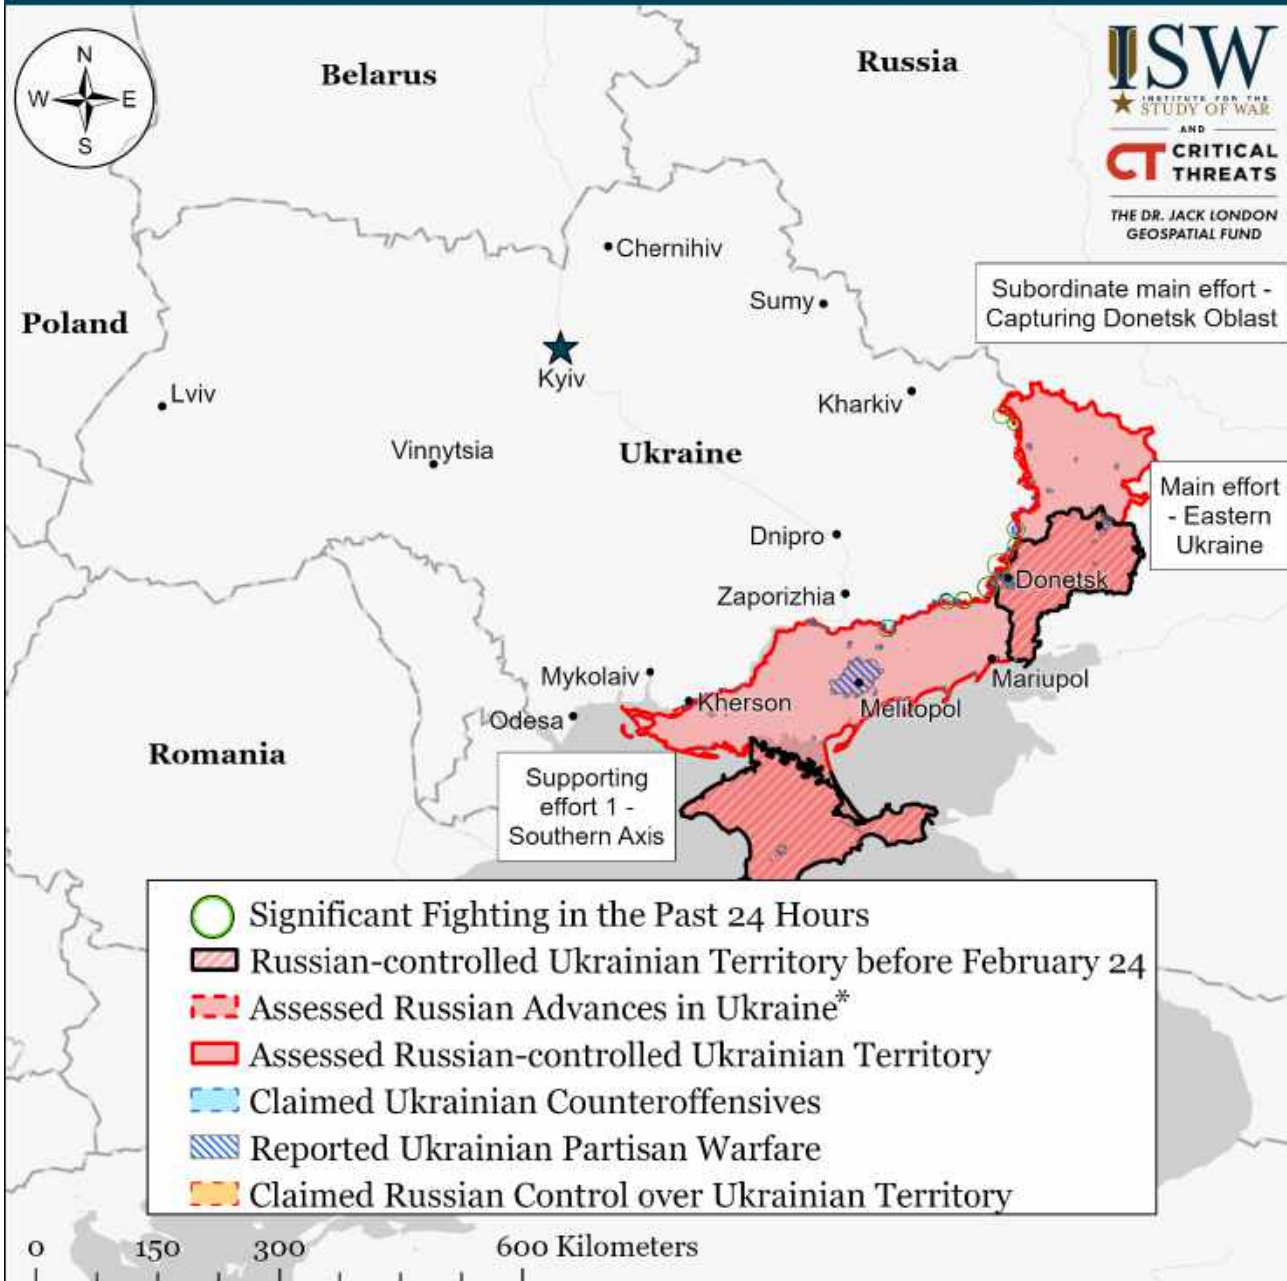 N
W
E
S
Belarus
Russia
ISW
INSTITUTE FOR THE
STUDY OF WAR
AND
CT CRITICAL
THREATS
THE DR. JACK LONDON
GEOSPATIAL FUND
Chernihiv
Sumy
Subordinate main effort -
Capturing Donetsk Oblast
Poland
Kyiv
Lviv
Kharkiv
Vinnytsia
Ukraine
Main effort
- Eastern
Ukraine
Dnipro
Donetsk
Zaporizhia
Mykolaiv
Mariupol
Kherson
Melitopol
Odesa
Romania
Supporting
effort 1 -
Southern Axis
Significant Fighting in the Past 24 Hours
Russian-controlled Ukrainian Territory before February 24
Assessed Russian Advances in Ukraine*
Assessed Russian-controlled Ukrainian Territory
Claimed Ukrainian Counteroffensives
Reported Ukrainian Partisan Warfare
Claimed Russian Control over Ukrainian Territory
0 150 300 600 Kilometers